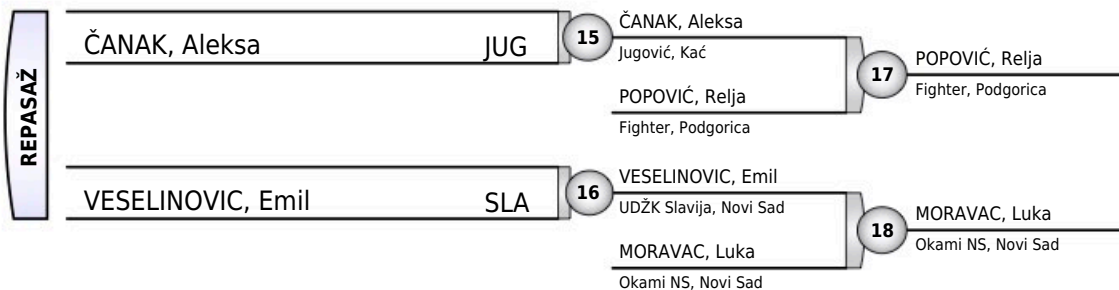 REPASAŽ
ČANAK, Aleksa JUG
15
ČANAK, Aleksa
Jugović, Kać
POPOVIĆ, Relja
Fighter, Podgorica
17
POPOVIĆ, Relja
Fighter, Podgorica
VESELINOVIC, Emil SLA
16
VESELINOVIC, Emil
UDŽK Slavija, Novi Sad
MORAVAC, Luka
Okami NS, Novi Sad
18
MORAVAC, Luka
Okami NS, Novi Sad